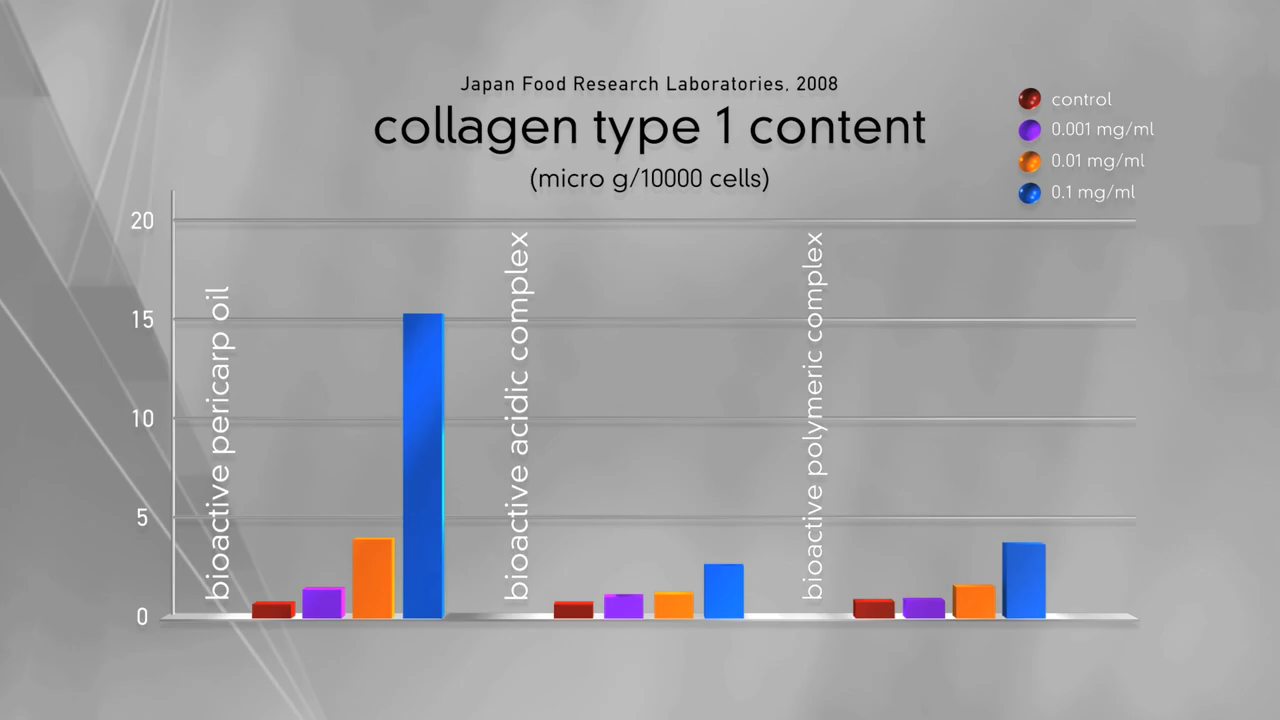 Japan Food Research Laboratories, 2008
collagen type 1 content
(micro g/10000 cells)
control
0.001 mg/ml
0.01 mg/ml
0.1 mg/ml
20
15
10
5
0
bioactive pericarp oil
bioactive acidic complex
bioactive polymeric complex